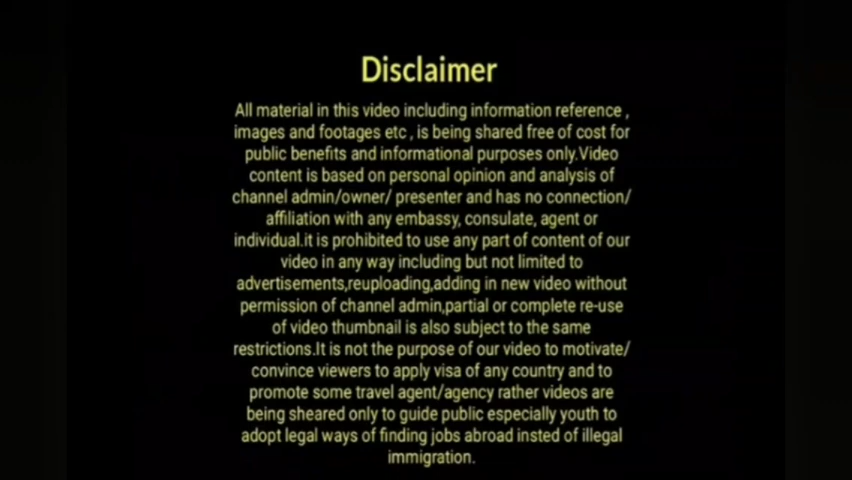 Disclaimer
All material in this video including information reference ,
images and footages etc , is being shared free of cost for
public benefits and informational purposes only.Video
content is based on personal opinion and analysis of
channel admin/owner/ presenter and has no connection/
affiliation with any embassy, consulate, agent or
individual.it is prohibited to use any part of content of our
video in any way including but not limited to
advertisements,reuploading,adding in new video without
permission of channel admin,partial or complete re-use
of video thumbnail is also subject to the same
restrictions.It is not the purpose of our video to motivate/
convince viewers to apply visa of any country and to
promote some travel agent/agency rather videos are
being sheared only to guide public especially youth to
adopt legal ways of finding jobs abroad insted of illegal
immigration.